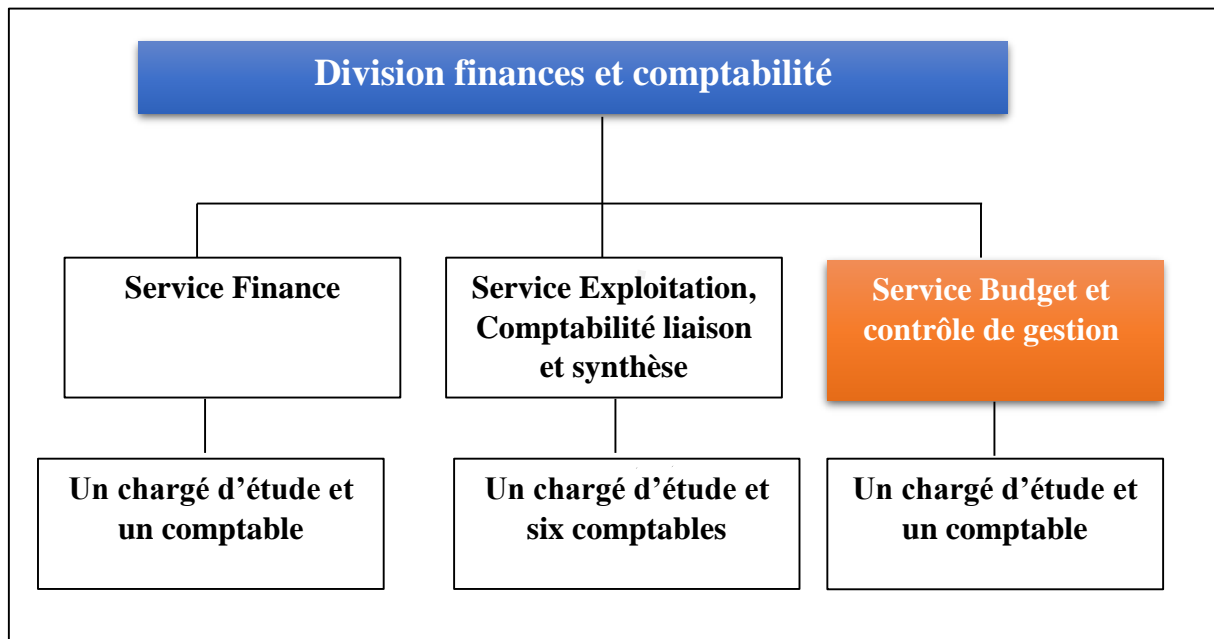 Division finances et comptabilité
Service Finance
Service Exploitation,
Comptabilité liaison
et synthèse
Service Budget et
contrôle de gestion
Un chargé d’étude et
un comptable
Un chargé d’étude et
six comptables
Un chargé d’étude et
un comptable